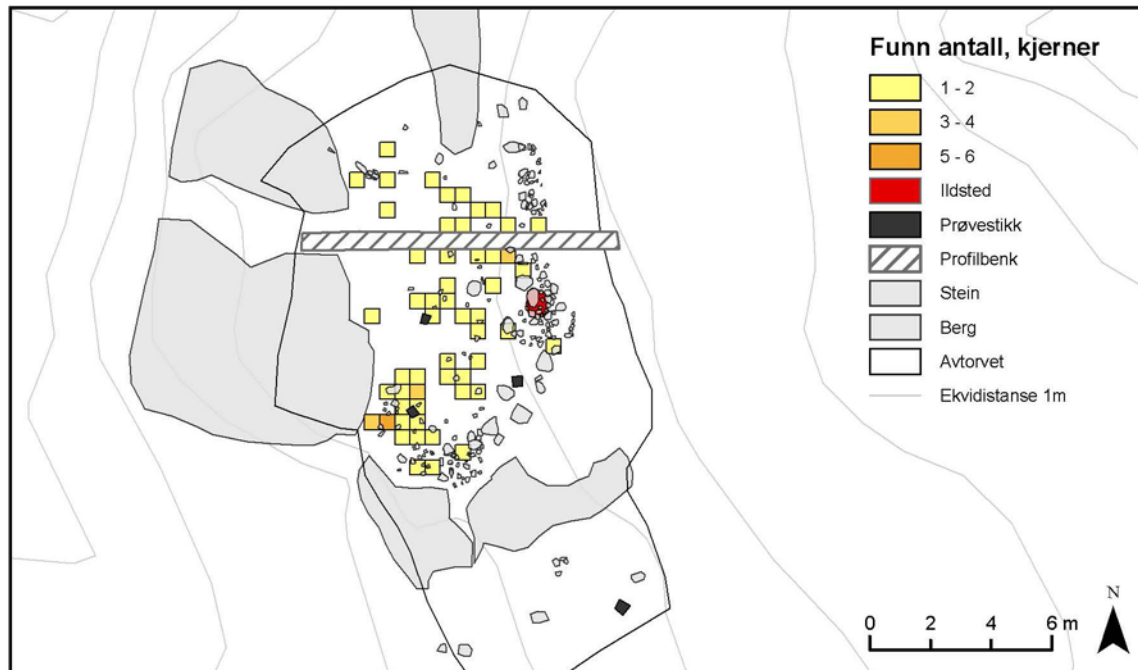 Funn antall, kjerner
1 - 2
3 - 4
5 - 6
Ildsted
Prøvestikk
Profilbenk
Stein
Berg
Avtorvet
Ekvidistanse 1m
N
0 2 4 6 m